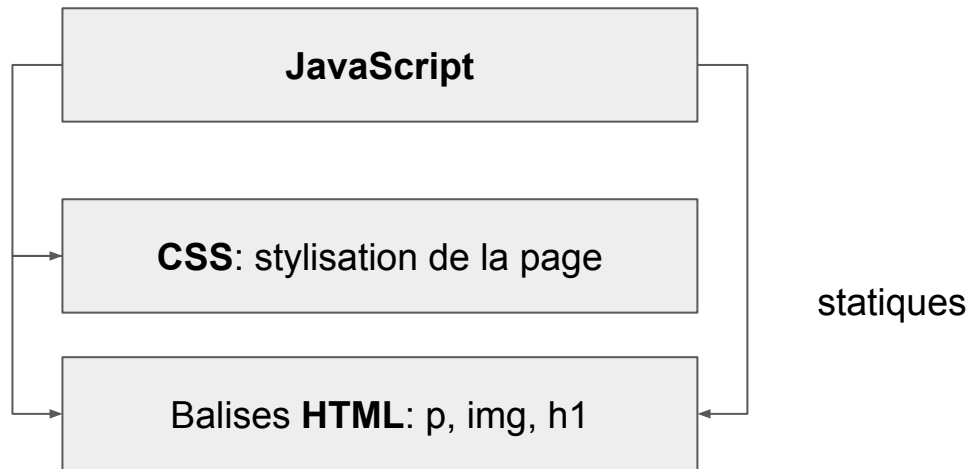 JavaScript
CSS: stylisation de la page
statiques
Balises HTML: p, img, h1